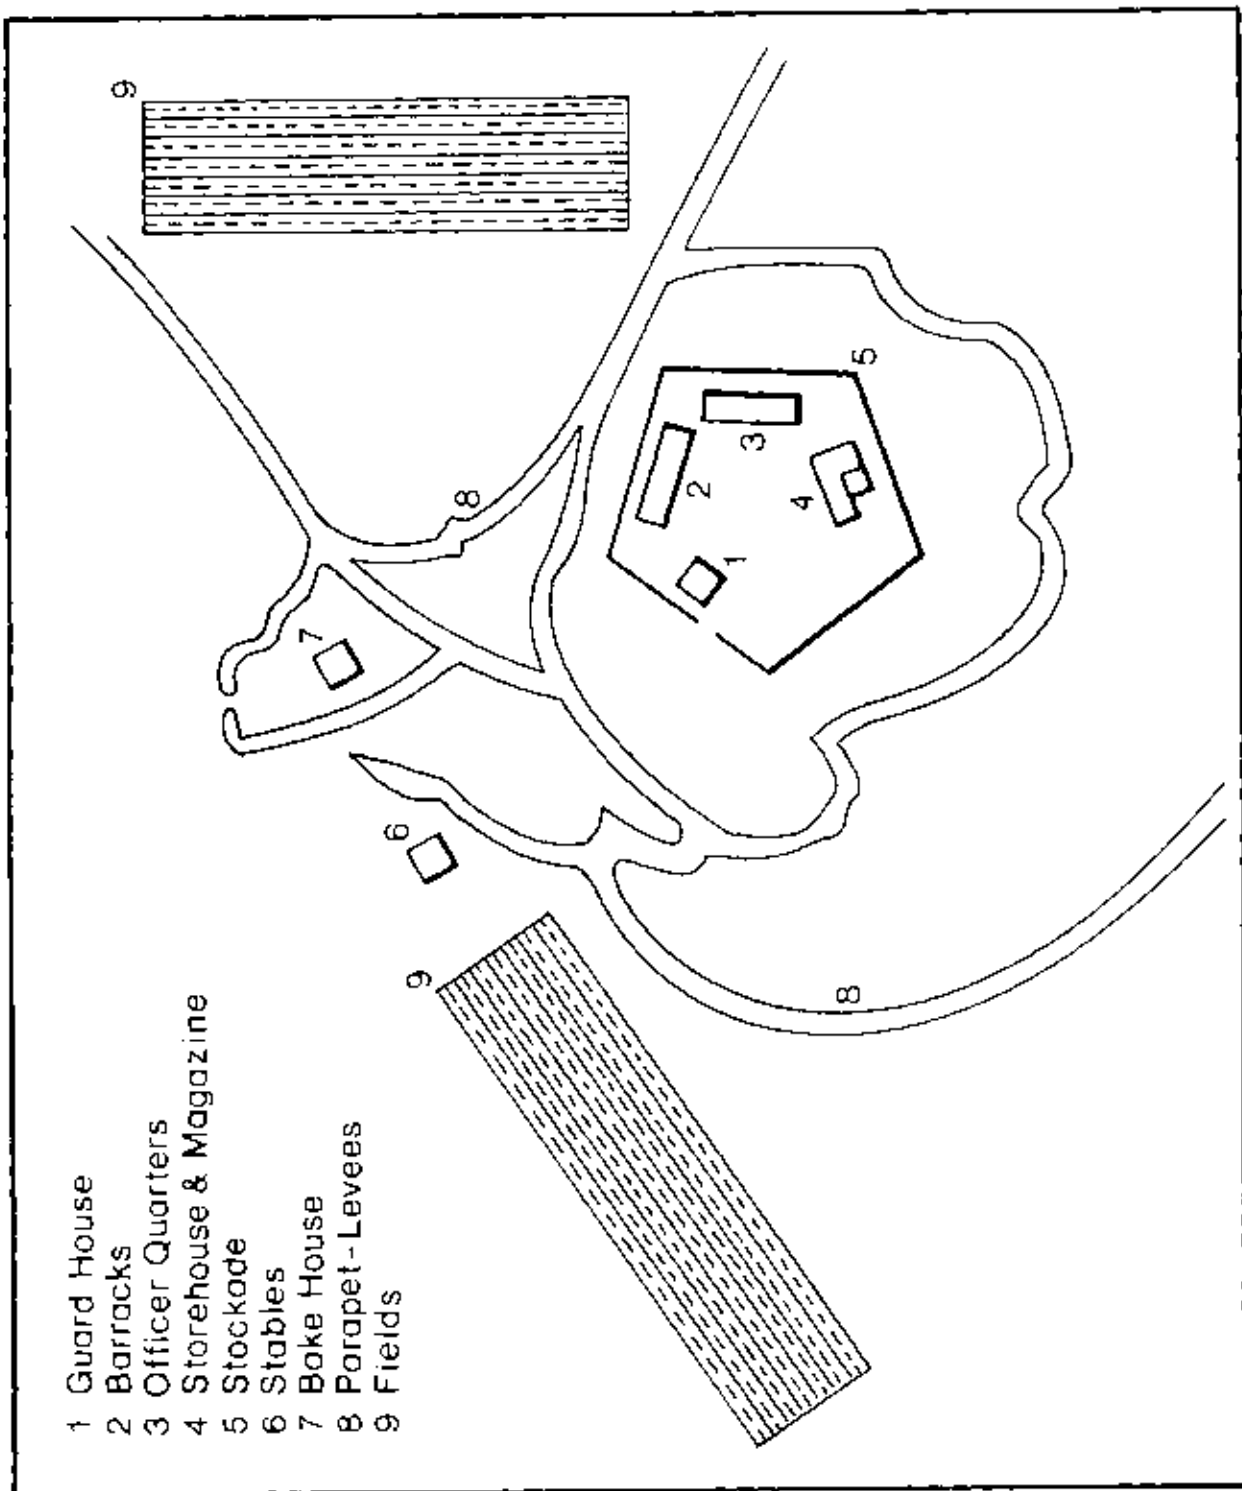 1 Guard House
2 Barracks
3 Officer Quarters
4 Storehouse & Magazine
5 Stockade
6 Stables
7 Bake House
8 Parapet-Levees
9 Fields
9
8
7
6
9
8
1
2
3
4
5